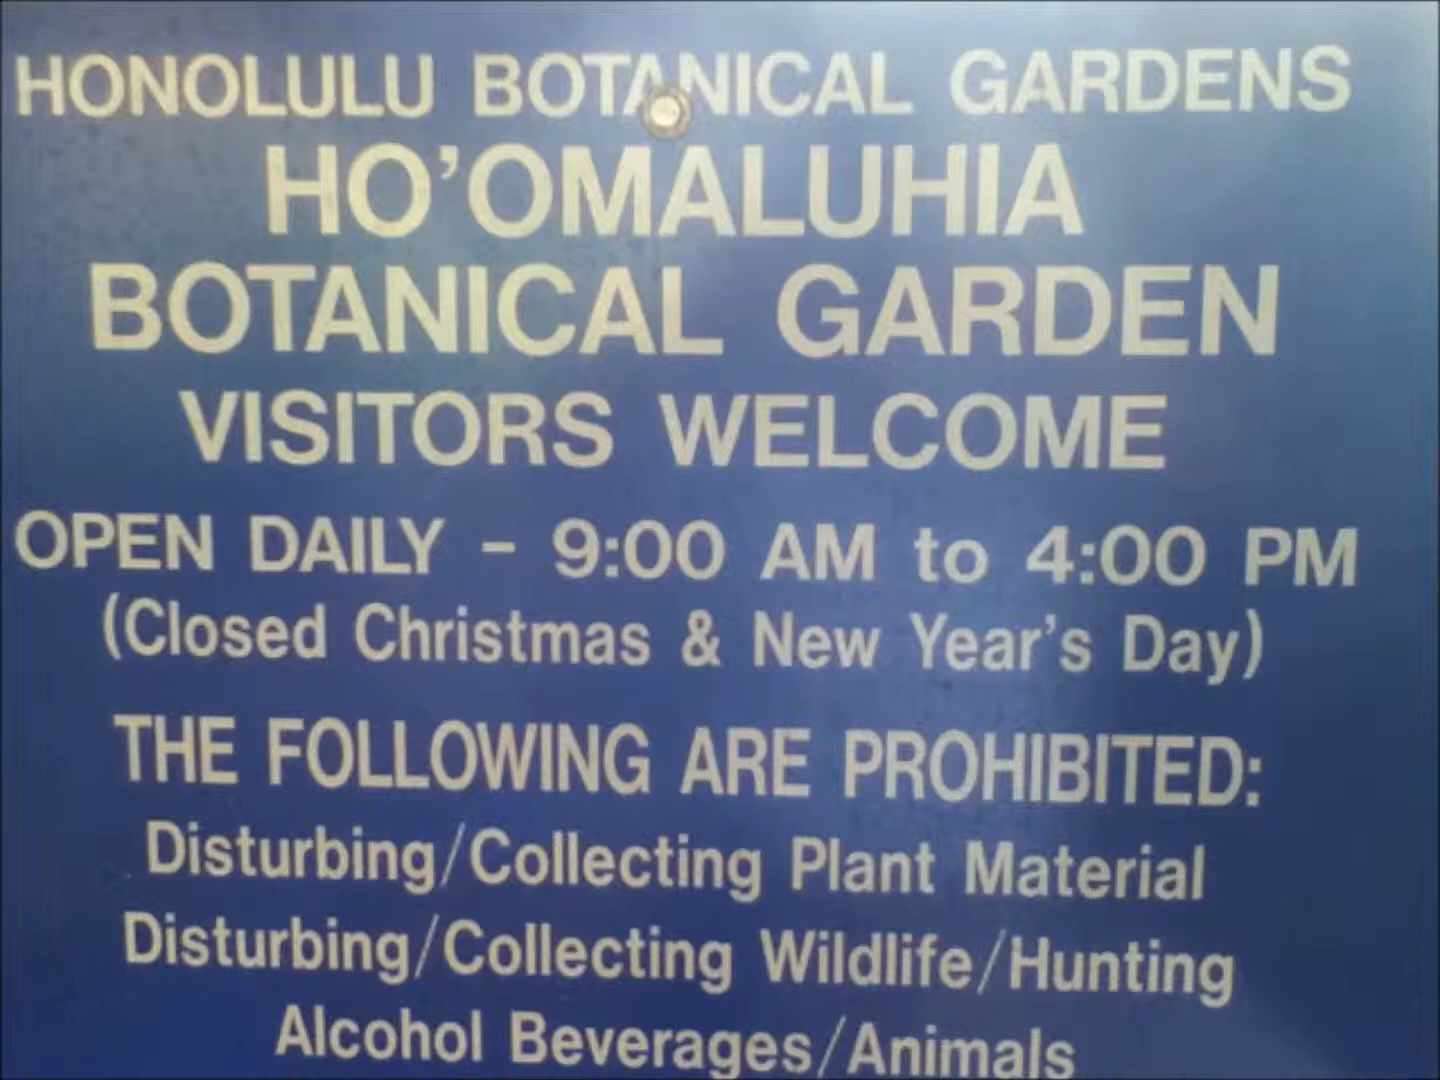 HONOLULU BOTANICAL GARDENS
HO'OMALUHIA
BOTANICAL GARDEN
VISITORS WELCOME
OPEN DAILY - 9:00 AM to 4:00 PM
(Closed Christmas & New Year's Day)
THE FOLLOWING ARE PROHIBITED:
Disturbing/Collecting Plant Material
Disturbing/Collecting Wildlife/Hunting
Alcohol Beverages/Animals